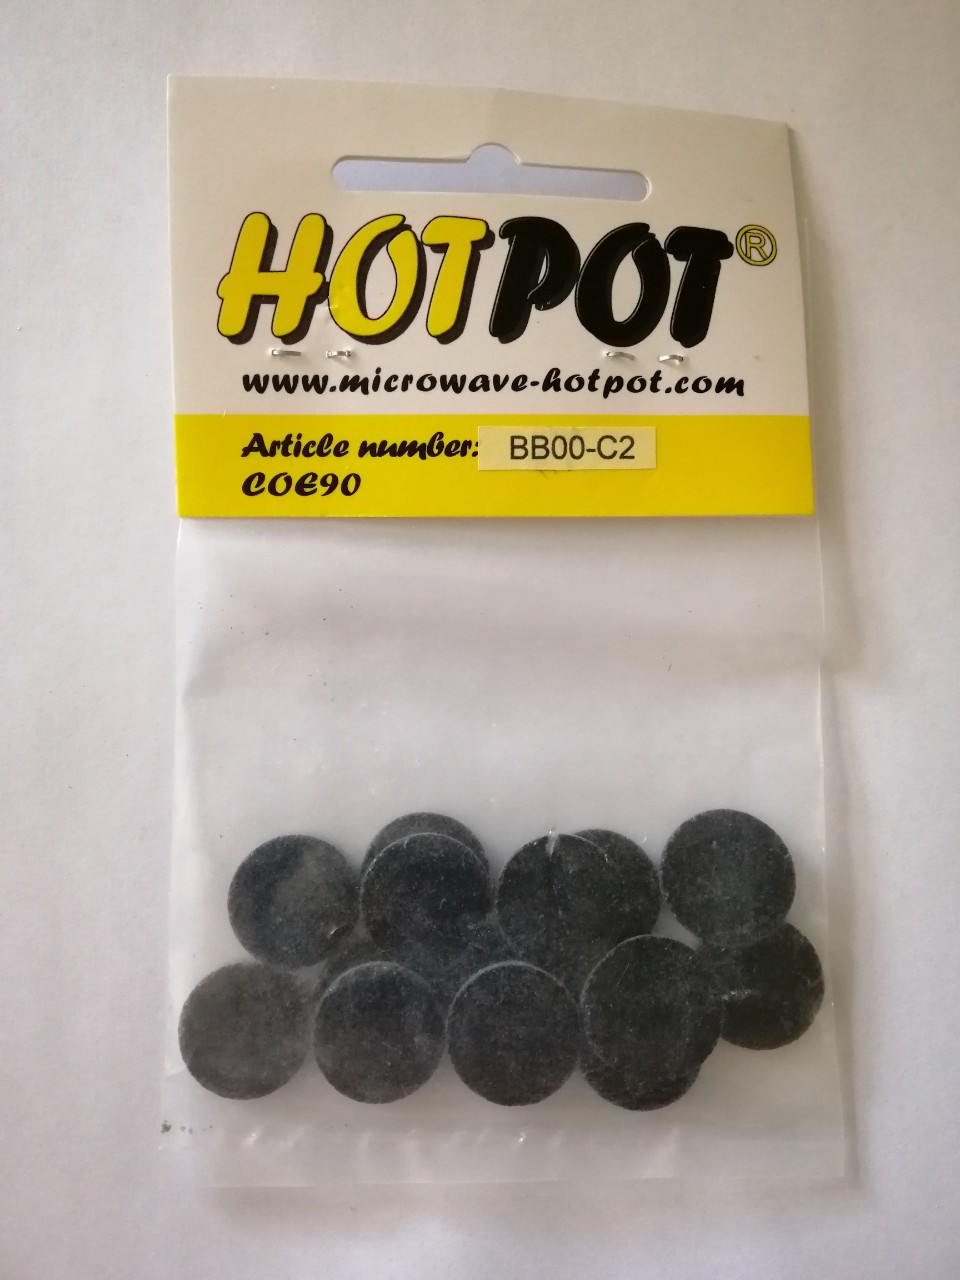 HOTPOT®
www.microwave-hotpot.com
Article number: BB00-C2
COE90